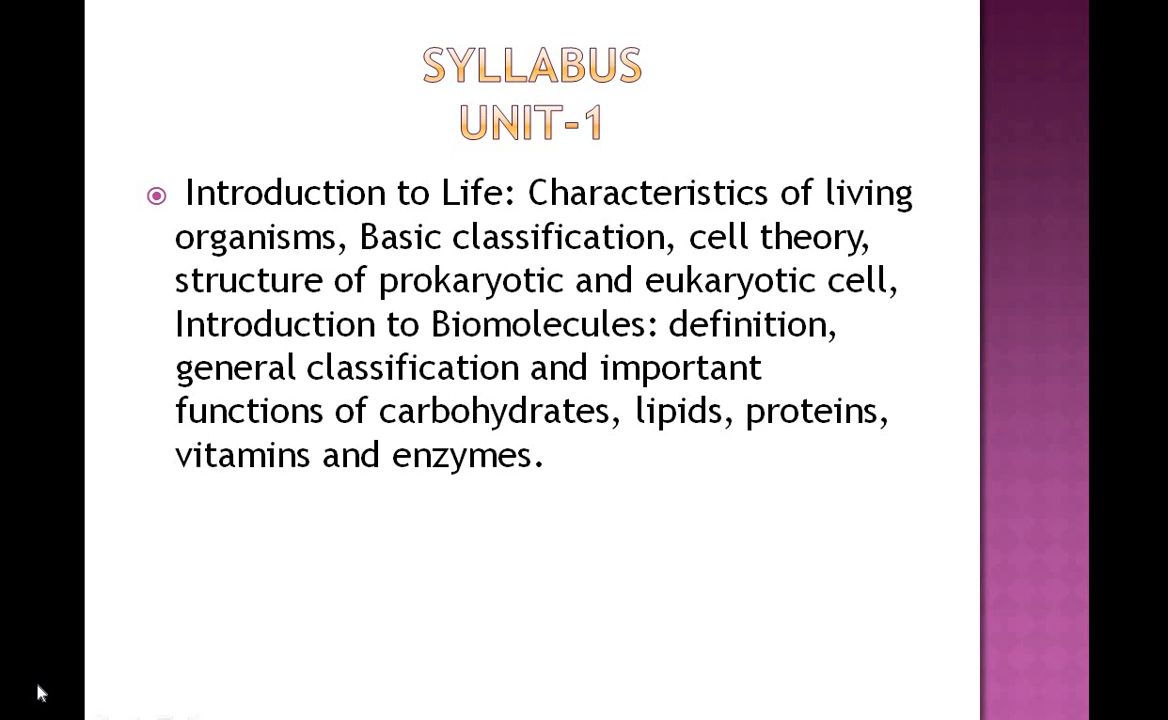 SYLLABUS
UNIT-1
Introduction to Life: Characteristics of living
organisms, Basic classification, cell theory,
structure of prokaryotic and eukaryotic cell,
Introduction to Biomolecules: definition,
general classification and important
functions of carbohydrates, lipids, proteins,
vitamins and enzymes.